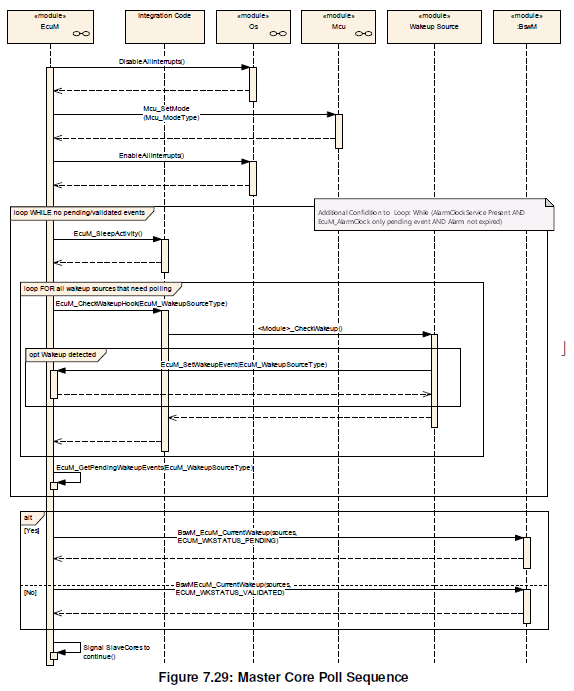 «module»
EcuM
Integration Code
«module»
Os
«module»
Mcu
«module»
Wakeup Source
«module»
:BswM
DisableAllInterrupts()
Mcu_SetMode
(Mcu_ModeType)
EnableAllInterrupts()
loop WHILE no pending/validated events
Additional Confidition to Loop: While (AlarmClockService Present AND
EcuM_AlarmClock only pending event AND Alarm not expired)
EcuM_SleepActivity()
loop FOR all wakeup sources that need polling
EcuM_CheckWakeupHook(EcuM_WakeupSourceType)
<Module>_CheckWakeup()
opt Wakeup detected
EcuM_SetWakeupEvent(EcuM_WakeupSourceType)
EcuM_GetPendingWakeupEvents(EcuM_WakeupSourceType)
alt
[Yes]
BswM_EcuM_CurrentWakeup(sources,
ECUM_WKSTATUS_PENDING)
[No]
BswMEcuM_CurrentWakeup(sources,
ECUM_WKSTATUS_VALIDATED)
Signal SlaveCores to
continue()
Figure 7.29: Master Core Poll Sequence